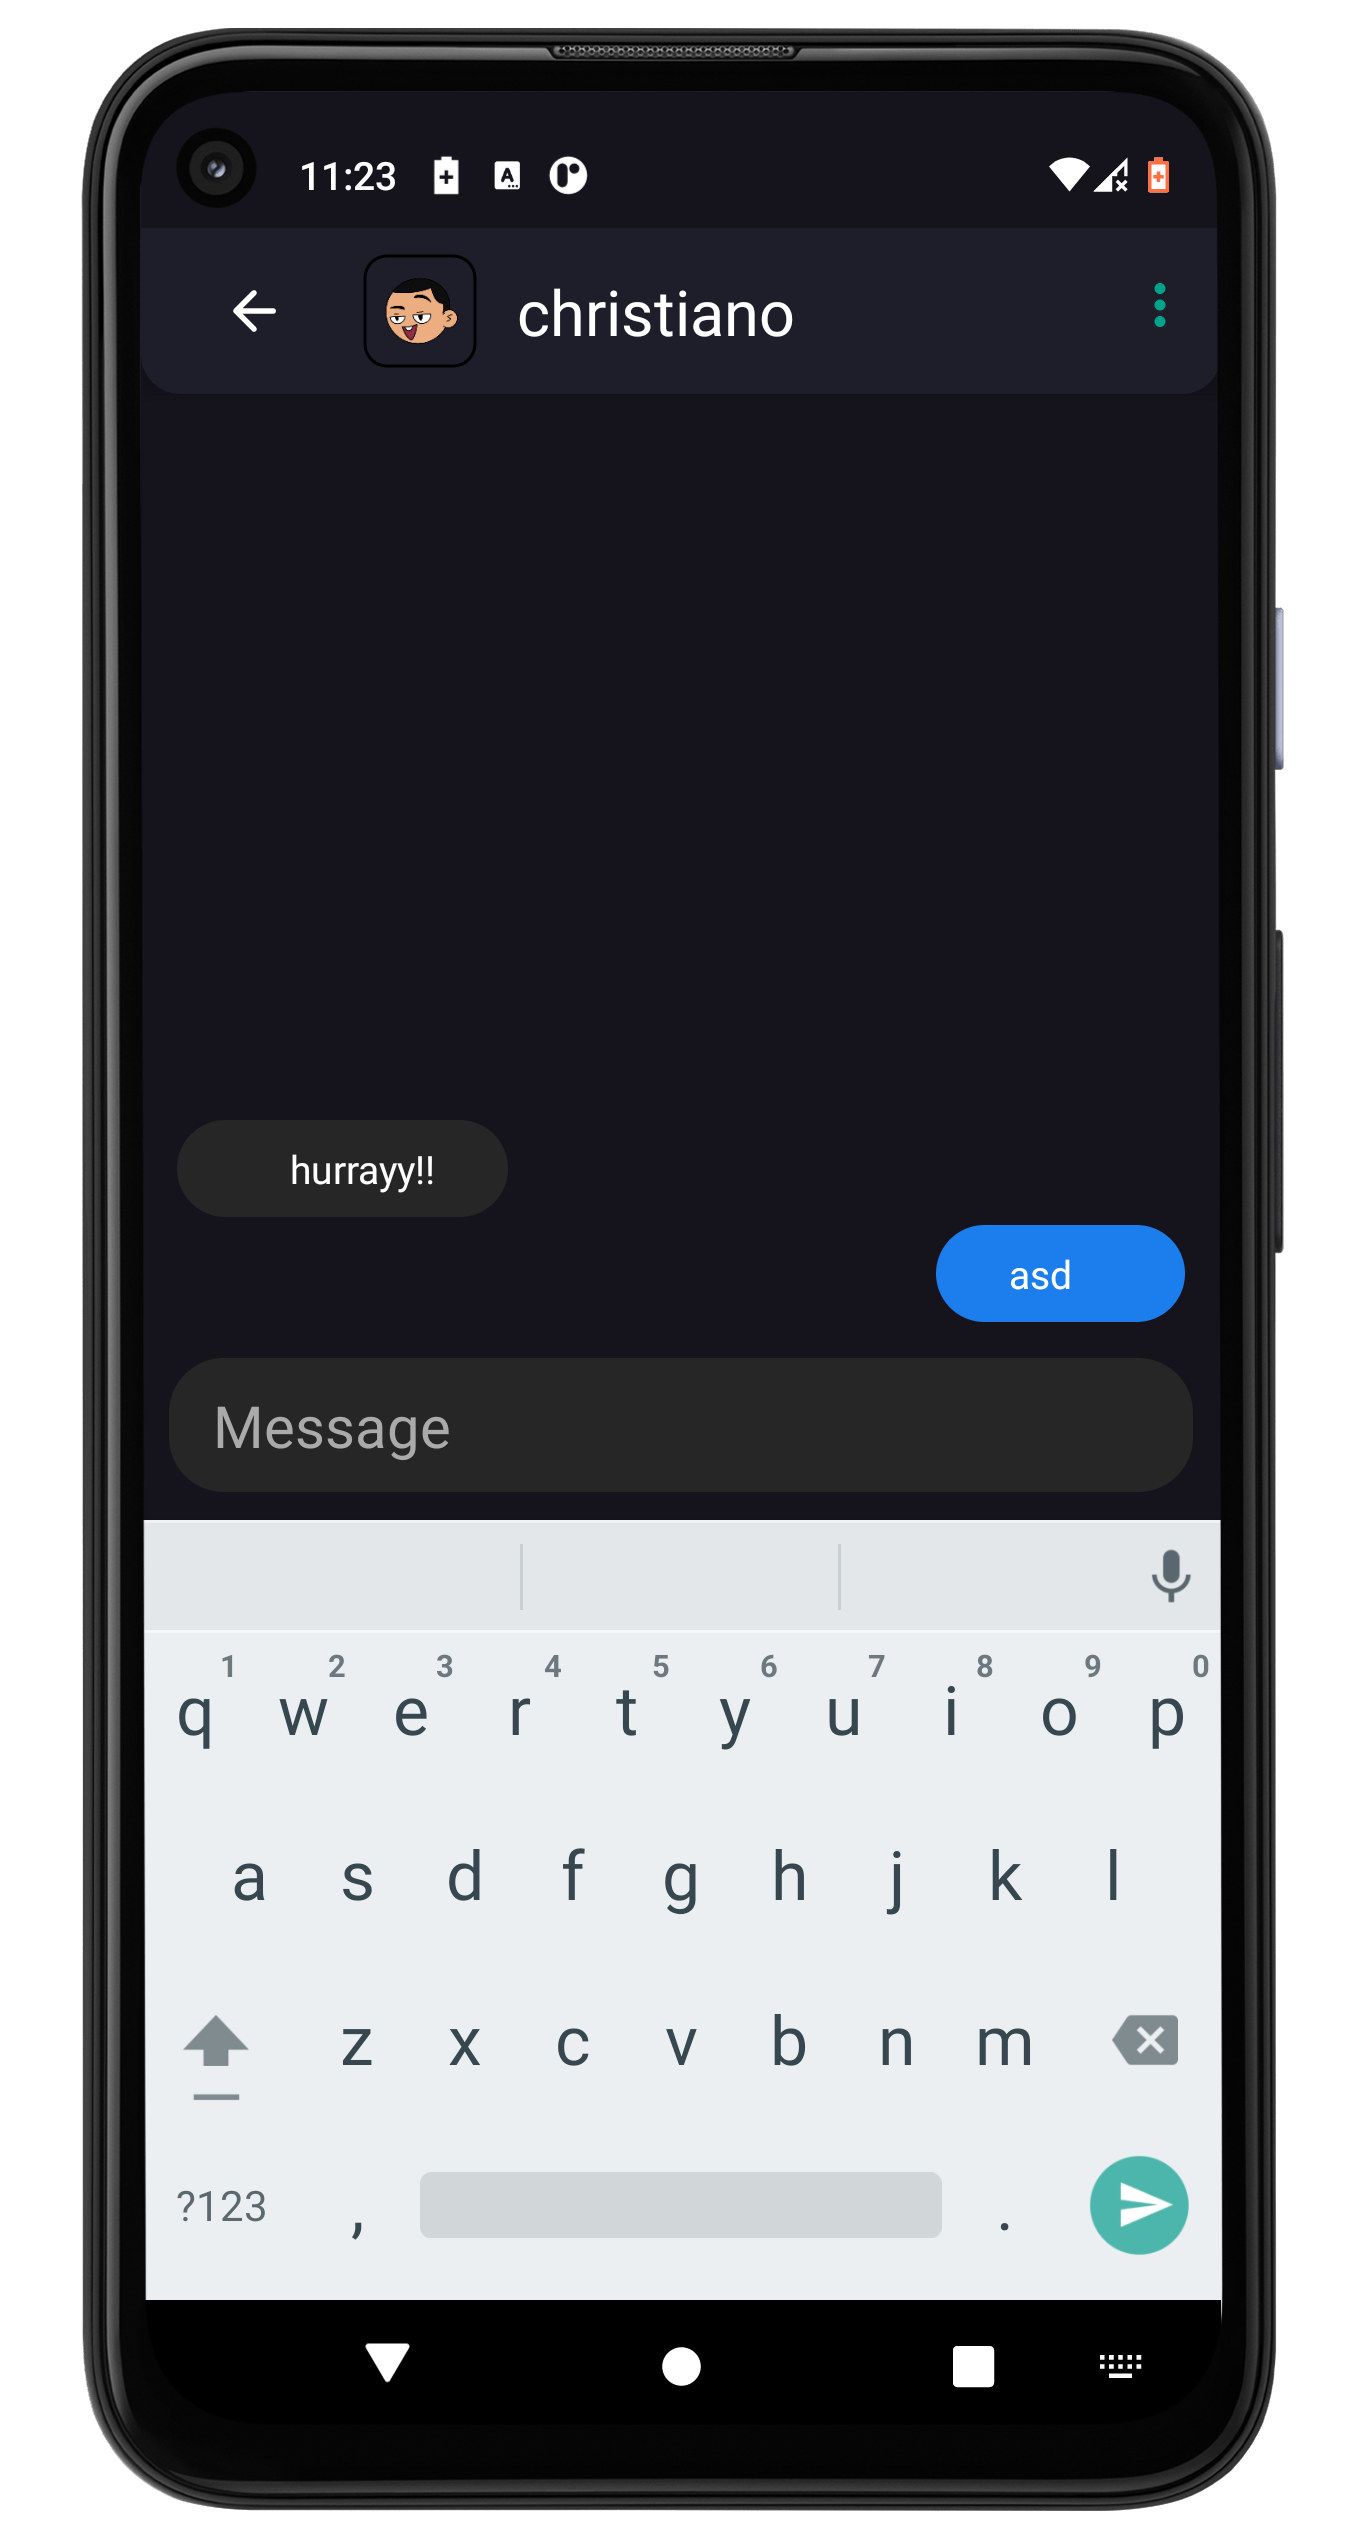 11:23
christiano
hurrayy!!
asd
Message
1 2 3 4 5 6 7 8 9 0
q w e r t y u i o p
a s d f g h j k l
z x c v b n m
?123 , .